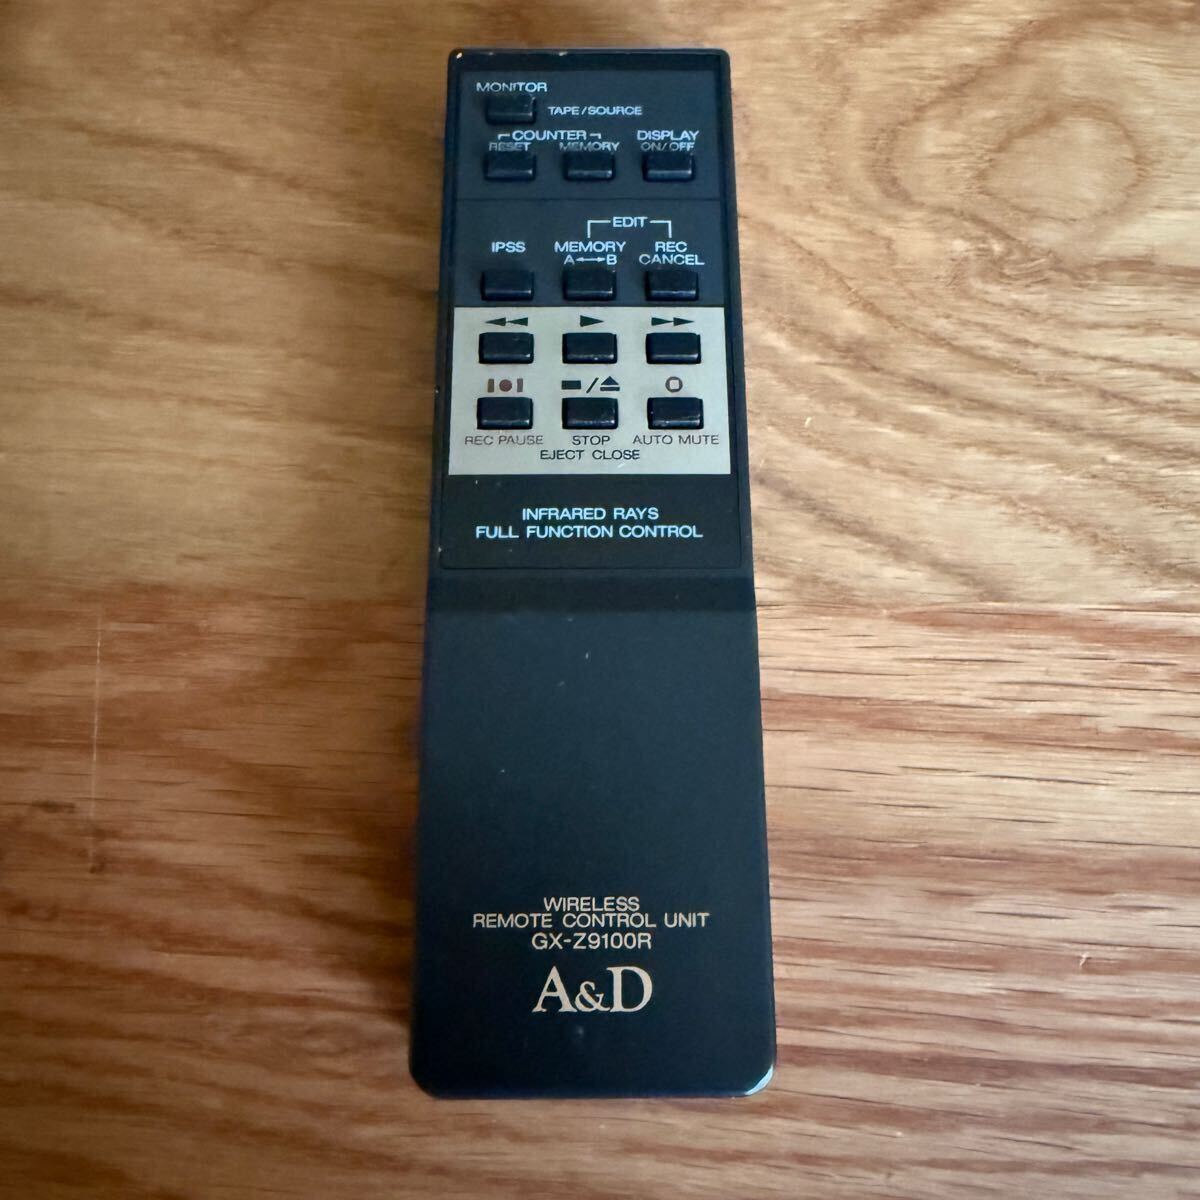 MONITOR
TAPE/SOURCE
COUNTER DISPLAY
RESET MEMORY ON/OFF
EDIT
IPSS MEMORY REC
A↔B CANCEL
◀◀ ▶ ▶▶
REC PAUSE STOP AUTO MUTE
EJECT CLOSE
INFRARED RAYS
FULL FUNCTION CONTROL
WIRELESS
REMOTE CONTROL UNIT
GX-Z9100R
A&D